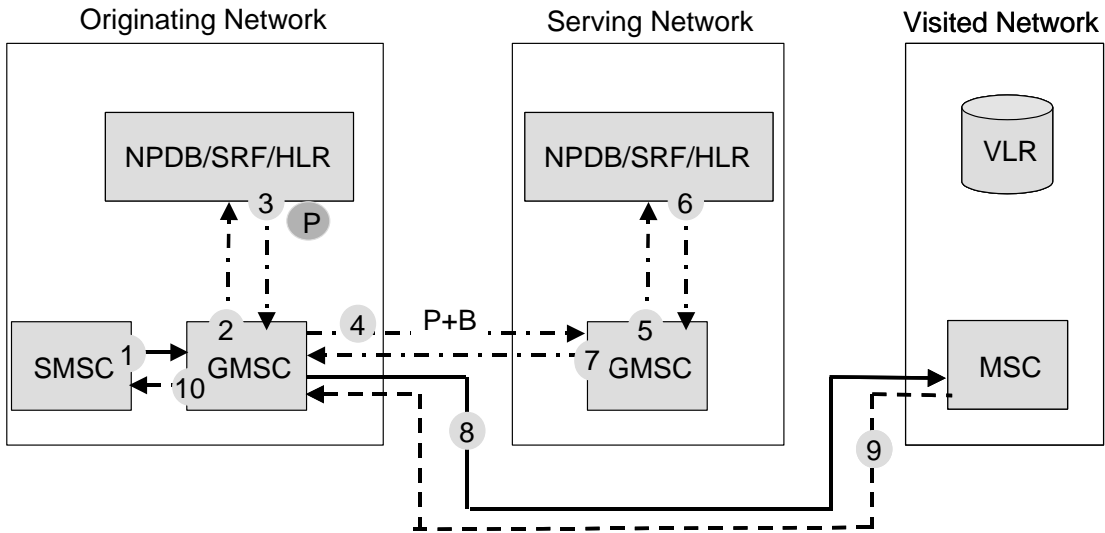 Originating Network
Serving Network
Visited Network
NPDB/SRF/HLR
NPDB/SRF/HLR
VLR
3
P
6
2
4
P+B
5
SMSC
1
GMSC
7
GMSC
MSC
10
8
9